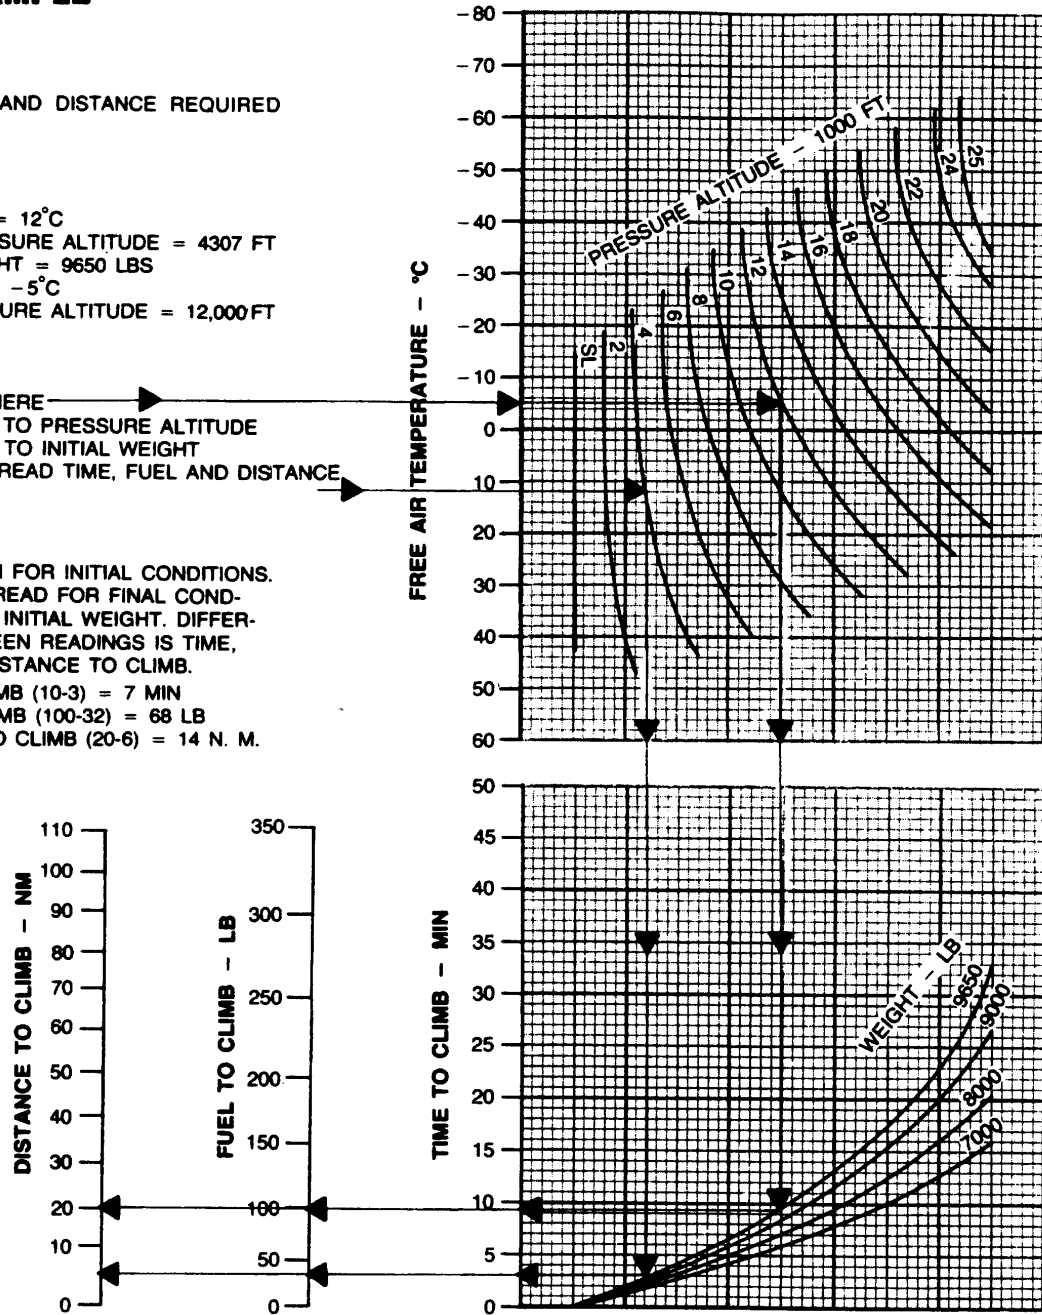 AND DISTANCE REQUIRED
= 12°C
SURE ALTITUDE = 4307 FT
HT = 9650 LBS
-5°C
URE ALTITUDE = 12,000 FT
HERE
TO PRESSURE ALTITUDE
TO INITIAL WEIGHT
READ TIME, FUEL AND DISTANCE
FOR INITIAL CONDITIONS.
READ FOR FINAL COND-
INITIAL WEIGHT. DIFFER-
EEN READINGS IS TIME,
STANCE TO CLIMB.
MB (10-3) = 7 MIN
MB (100-32) = 68 LB
O CLIMB (20-6) = 14 N. M.
FREE AIR TEMPERATURE - °C
-80
-70
-60
-50
-40
-30
-20
-10
0
10
20
30
40
50
60
PRESSURE ALTITUDE - 1000 FT
SL
2
4
6
8
10
12
14
16
18
20
22
24
25
DISTANCE TO CLIMB - NM
110
100
90
80
70
60
50
40
30
20
10
0
FUEL TO CLIMB - LB
350
300
250
200
150
100
50
0
TIME TO CLIMB - MIN
50
45
40
35
30
25
20
15
10
5
0
WEIGHT - LB
9650
9000
8000
7000